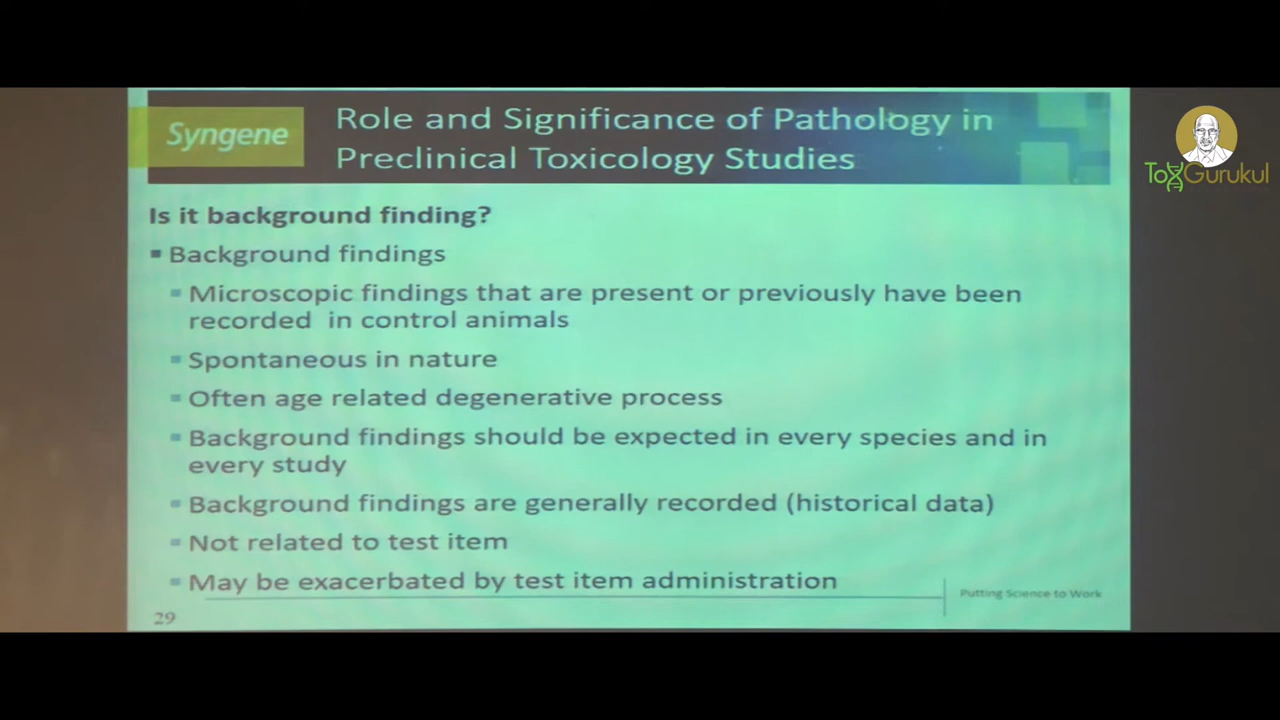 Syngene
Role and Significance of Pathology in
Preclinical Toxicology Studies
ToxGurukul
Is it background finding?
▪ Background findings
▪ Microscopic findings that are present or previously have been
recorded in control animals
▪ Spontaneous in nature
▪ Often age related degenerative process
▪ Background findings should be expected in every species and in
every study
▪ Background findings are generally recorded (historical data)
▪ Not related to test item
▪ May be exacerbated by test item administration
Putting Science to Work
29